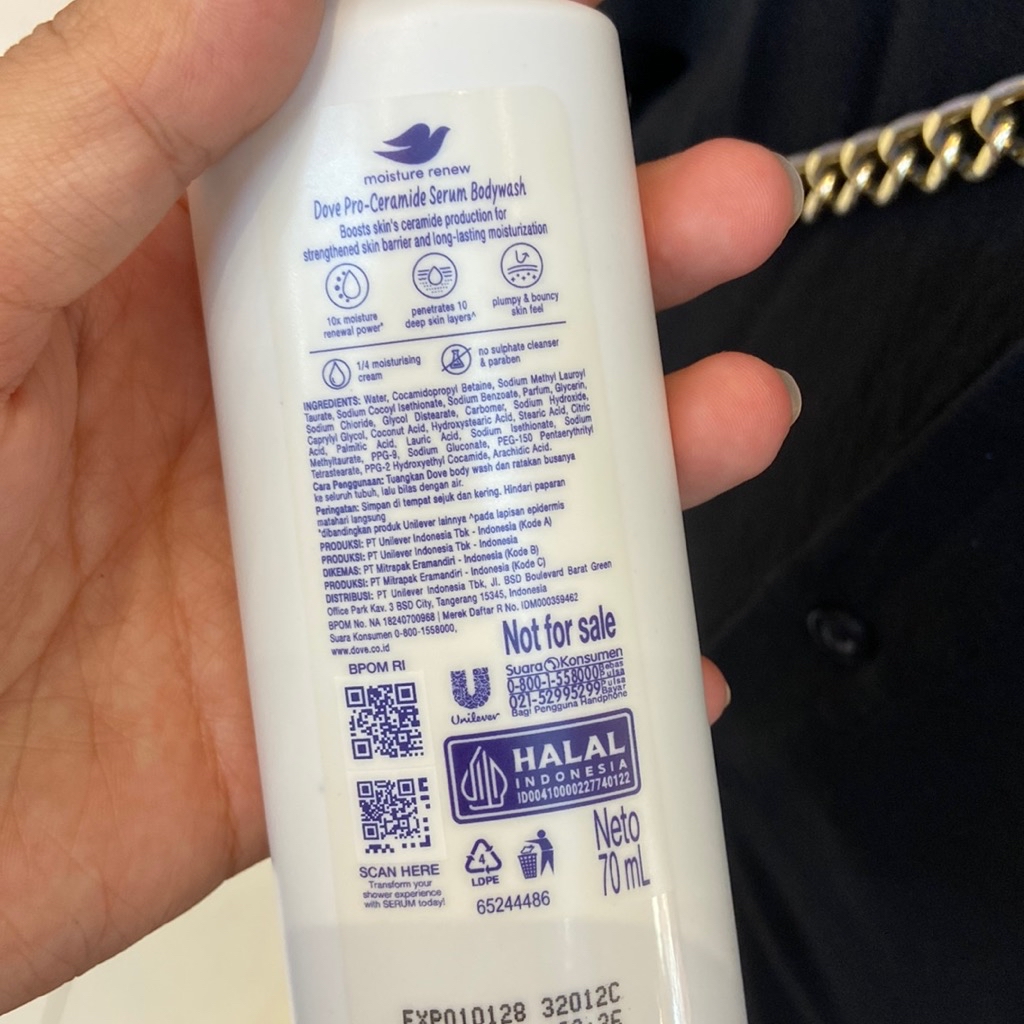 moisture renew
Dove Pro-Ceramide Serum Bodywash
Boosts skin's ceramide production for
strengthened skin barrier and long-lasting moisturization
10x moisture
renewal power*
penetrates 10
deep skin layers^
plumpy & bouncy
skin feel
1/4 moisturising
cream
no sulphate cleanser
& paraben
INGREDIENTS: Water, Cocamidopropyl Betaine, Sodium Methyl Lauroyl
Taurate, Sodium Cocoyl Isethionate, Sodium Benzoate, Parfum, Glycerin,
Sodium Chloride, Glycol Distearate, Carbomer, Sodium Hydroxide,
Caprylyl Glycol, Coconut Acid, Hydroxystearic Acid, Stearic Acid, Citric
Acid, Palmitic Acid, Lauric Acid, Sodium Isethionate, Sodium
Methyltaurate, PPG-9, Sodium Gluconate, PEG-150 Pentaerythrityl
Tetrastearate, PPG-2 Hydroxyethyl Cocamide, Arachidic Acid.
Cara Penggunaan: Tuangkan Dove body wash dan ratakan busanya
ke seluruh tubuh, lalu bilas dengan air.
Peringatan: Simpan di tempat sejuk dan kering. Hindari paparan
matahari langsung
*dibandingkan produk Unilever lainnya ^pada lapisan epidermis
PRODUKSI: PT Unilever Indonesia Tbk - Indonesia (Kode A)
PRODUKSI: PT Unilever Indonesia Tbk - Indonesia
DIKEMAS: PT Mitrapak Eramandiri - Indonesia (Kode B)
PRODUKSI: PT Mitrapak Eramandiri - Indonesia (Kode C)
DISTRIBUSI: PT Unilever Indonesia Tbk, Jl. BSD Boulevard Barat Green
Office Park Kav. 3 BSD City, Tangerang 15345, Indonesia
BPOM No. NA 18240700968 | Merek Daftar R No. IDM000359462
Suara Konsumen 0-800-1558000,
www.dove.co.id
Not for sale
BPOM RI
Unilever
Suara Konsumen
0-800-1-558000 Bebas Pulsa
021-52995299 Pulsa Bayar
Bagi Pengguna Handphone
HALAL
INDONESIA
ID00410000227740122
SCAN HERE
Transform your
shower experience
with SERUM today!
4
LDPE
65244486
Neto
70 mL
EXP010128 32012C